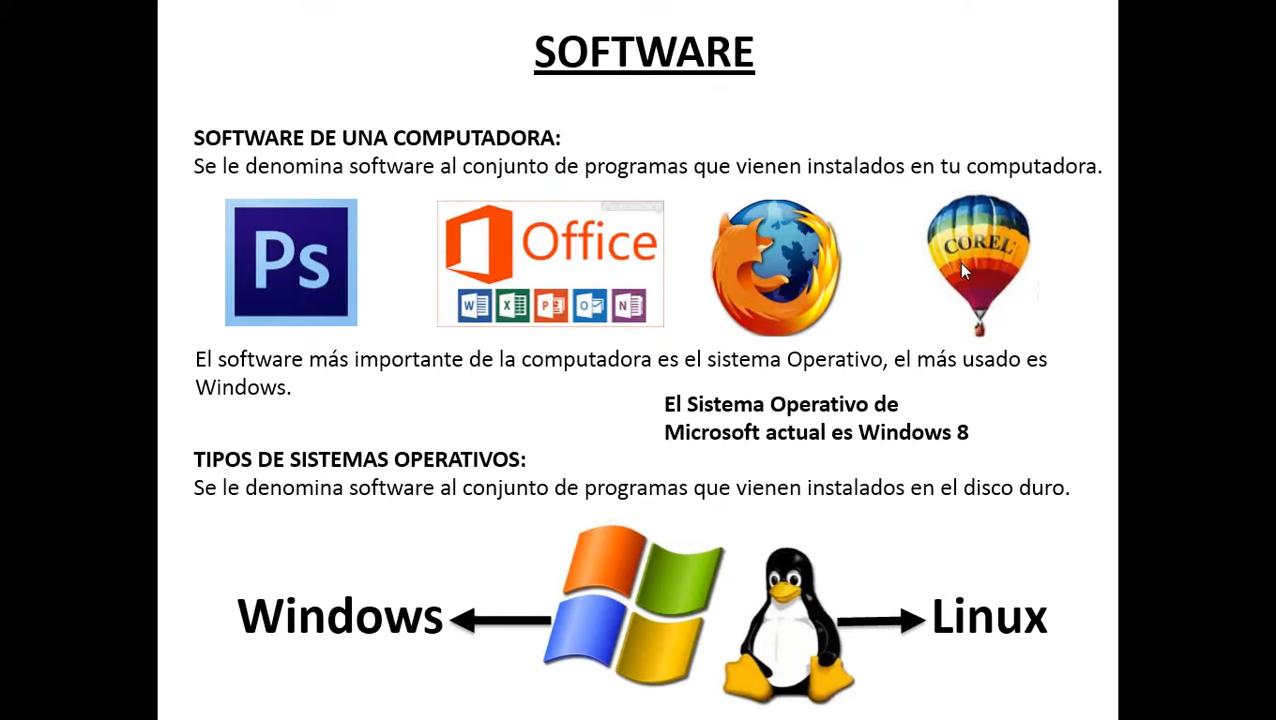 SOFTWARE
SOFTWARE DE UNA COMPUTADORA:
Se le denomina software al conjunto de programas que vienen instalados en tu computadora.
Ps
Office
W X P O N
COREL
El software más importante de la computadora es el sistema Operativo, el más usado es
Windows.
El Sistema Operativo de
Microsoft actual es Windows 8
TIPOS DE SISTEMAS OPERATIVOS:
Se le denomina software al conjunto de programas que vienen instalados en el disco duro.
Windows
Linux